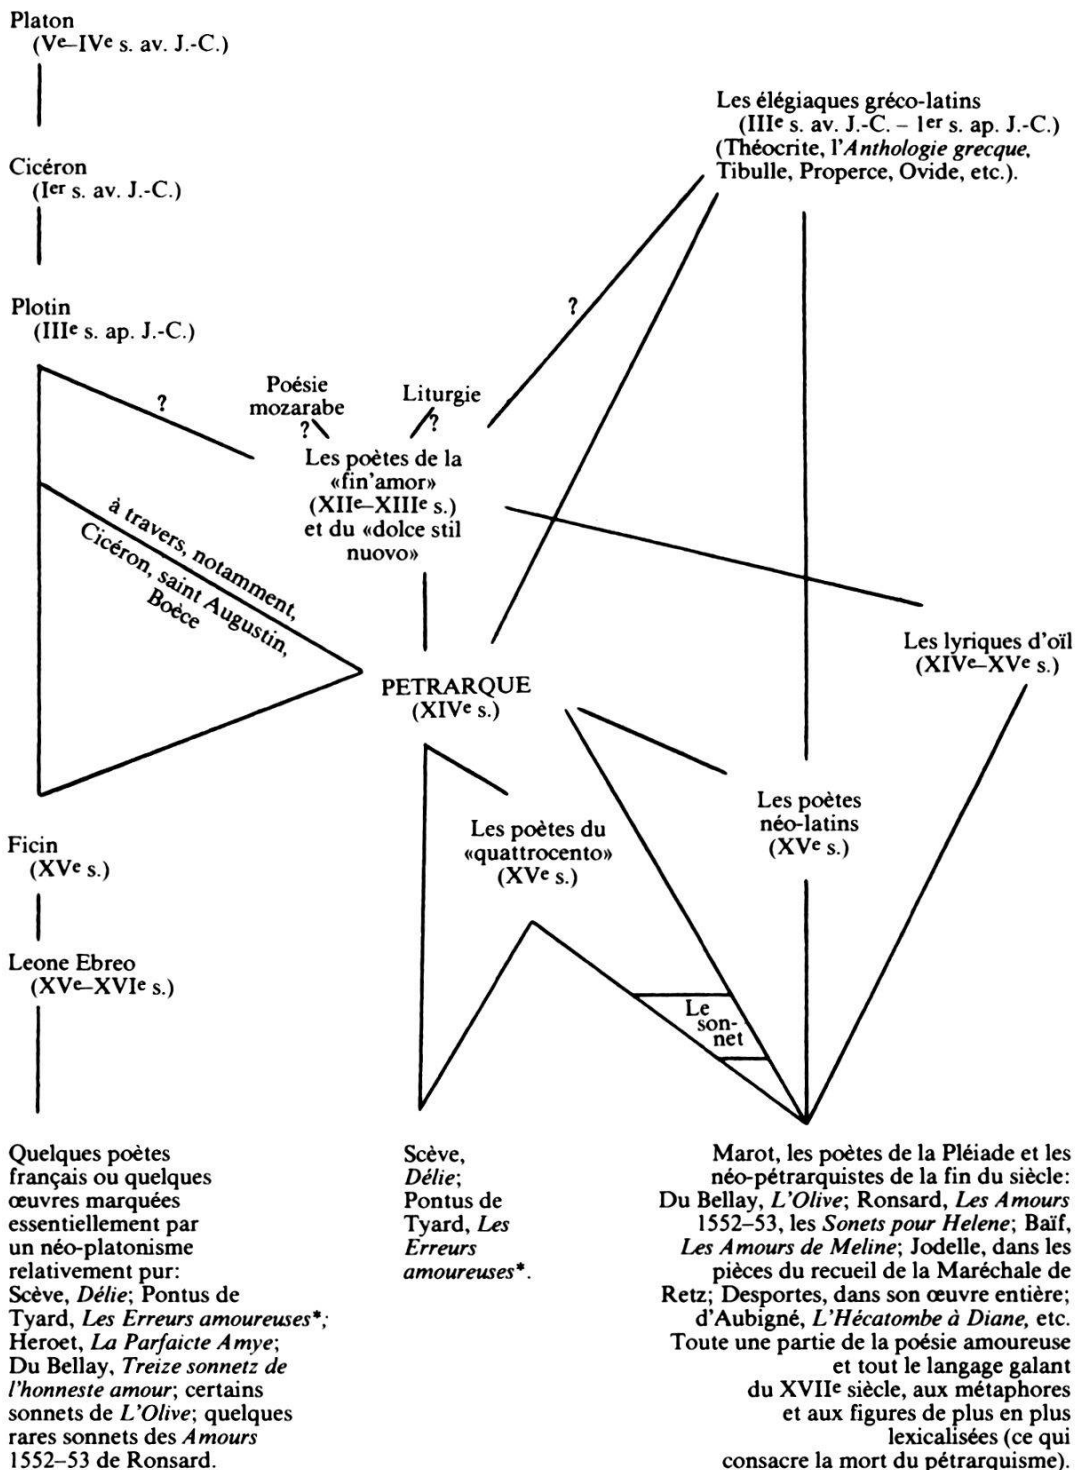 Platon
(Ve–IVe s. av. J.-C.)
Les élégiaques gréco-latins
(IIIe s. av. J.-C. – 1er s. ap. J.-C.)
(Théocrite, l'Anthologie grecque,
Tibulle, Properce, Ovide, etc.).
Cicéron
(Ier s. av. J.-C.)
Plotin
(IIIe s. ap. J.-C.)
?
?
Poésie
mozarabe
?
Liturgie
?
Les poètes de la
«fin'amor»
(XIIe–XIIIe s.)
et du «dolce stil
nuovo»
à travers, notamment,
Cicéron, saint Augustin,
Boèce
Les lyriques d'oïl
(XIVe–XVe s.)
PETRARQUE
(XIVe s.)
Les poètes
néo-latins
(XVe s.)
Les poètes du
«quattrocento»
(XVe s.)
Ficin
(XVe s.)
Leone Ebreo
(XVe–XVIe s.)
Le
son-
net
Quelques poètes
français ou quelques
œuvres marquées
essentiellement par
un néo-platonisme
relativement pur:
Scève, Délie; Pontus de
Tyard, Les Erreurs amoureuses*;
Heroet, La Parfaicte Amye;
Du Bellay, Treize sonnetz de
l'honneste amour; certains
sonnets de L'Olive; quelques
rares sonnets des Amours
1552–53 de Ronsard.
Scève,
Délie;
Pontus de
Tyard, Les
Erreurs
amoureuses*.
Marot, les poètes de la Pléiade et les
néo-pétrarquistes de la fin du siècle:
Du Bellay, L'Olive; Ronsard, Les Amours
1552–53, les Sonets pour Helene; Baïf,
Les Amours de Meline; Jodelle, dans les
pièces du recueil de la Maréchale de
Retz; Desportes, dans son œuvre entière;
d'Aubigné, L'Hécatombe à Diane, etc.
Toute une partie de la poésie amoureuse
et tout le langage galant
du XVIIe siècle, aux métaphores
et aux figures de plus en plus
lexicalisées (ce qui
consacre la mort du pétrarquisme).